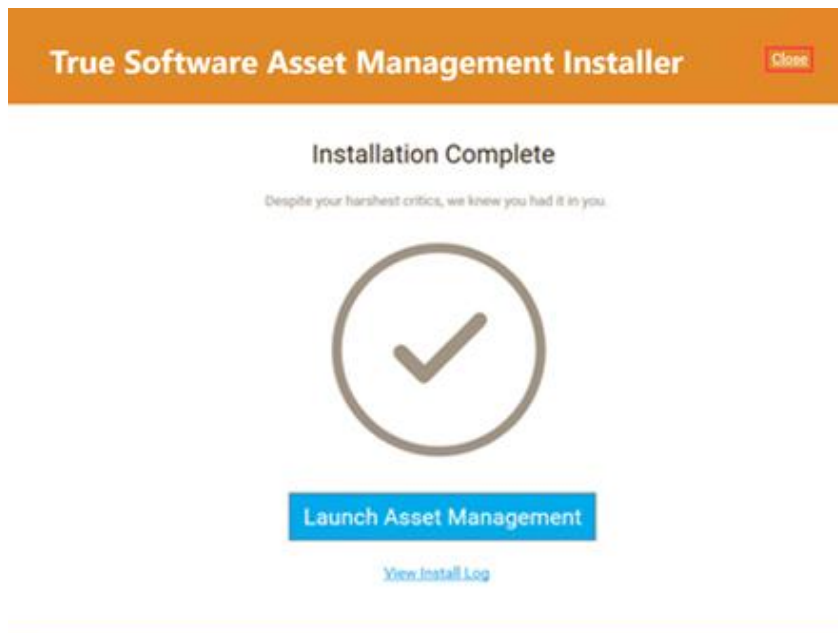 True Software Asset Management Installer
Close
Installation Complete
Despite your harshest critics, we knew you had it in you.
Launch Asset Management
View Install Log